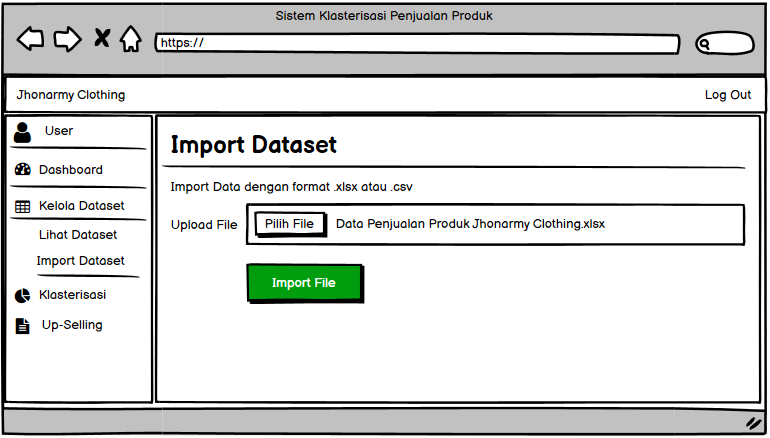 Sistem Klasterisasi Penjualan Produk
https://
Jhonarmy Clothing
Log Out
User
Dashboard
Kelola Dataset
Lihat Dataset
Import Dataset
Klasterisasi
Up-Selling
Import Dataset
Import Data dengan format .xlsx atau .csv
Upload File
Pilih File
Data Penjualan Produk Jhonarmy Clothing.xlsx
Import File